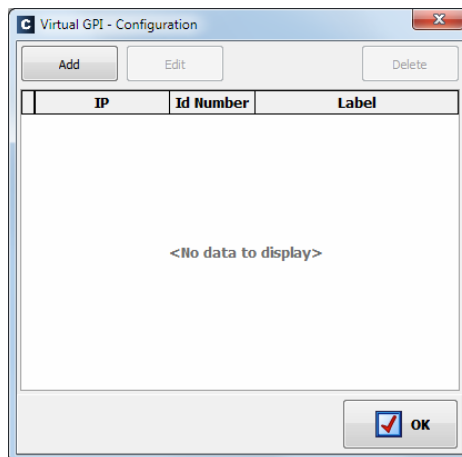 C Virtual GPI - Configuration
Add Edit Delete
IP Id Number Label
<No data to display>
OK